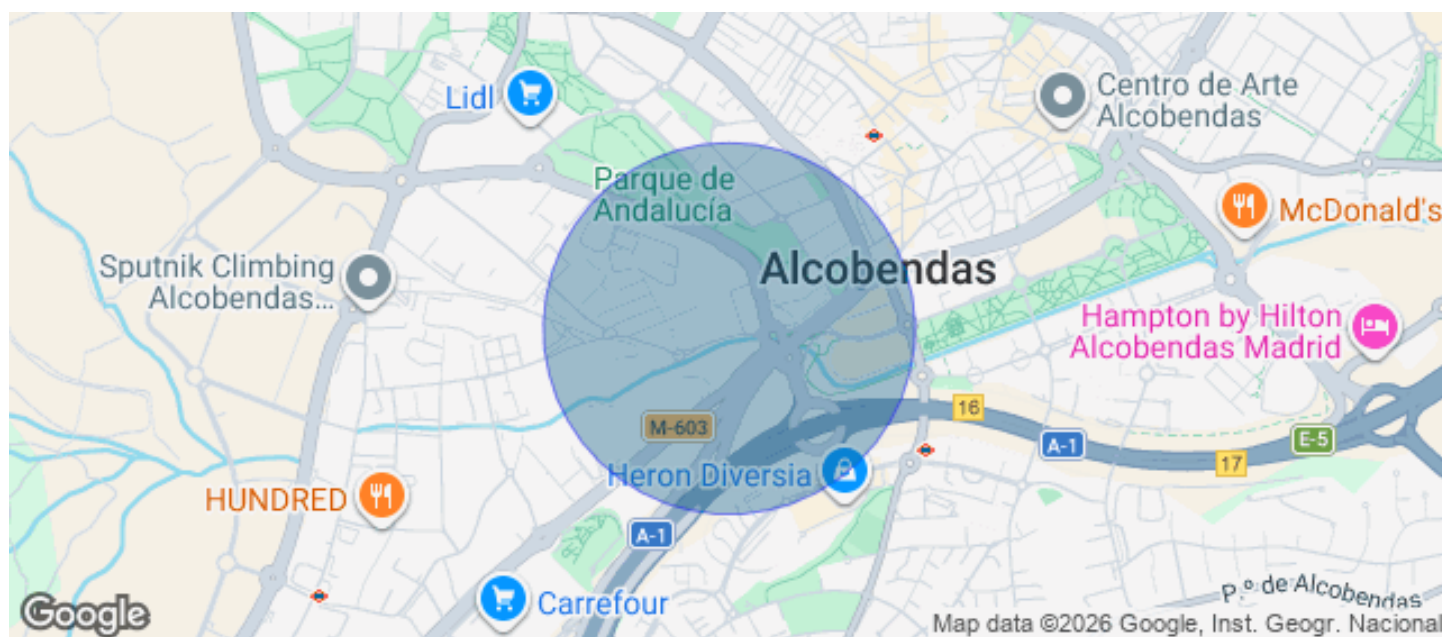 Lidl
Centro de Arte
Alcobendas
Parque de
Andalucía
McDonald's
Sputnik Climbing
Alcobendas...
Alcobendas
Hampton by Hilton
Alcobendas Madrid
16
M-603
A-1
E-5
17
Heron Diversia
HUNDRED
A-1
Carrefour
P.º de Alcobendas
Google
Map data ©2026 Google, Inst. Geogr. Nacional